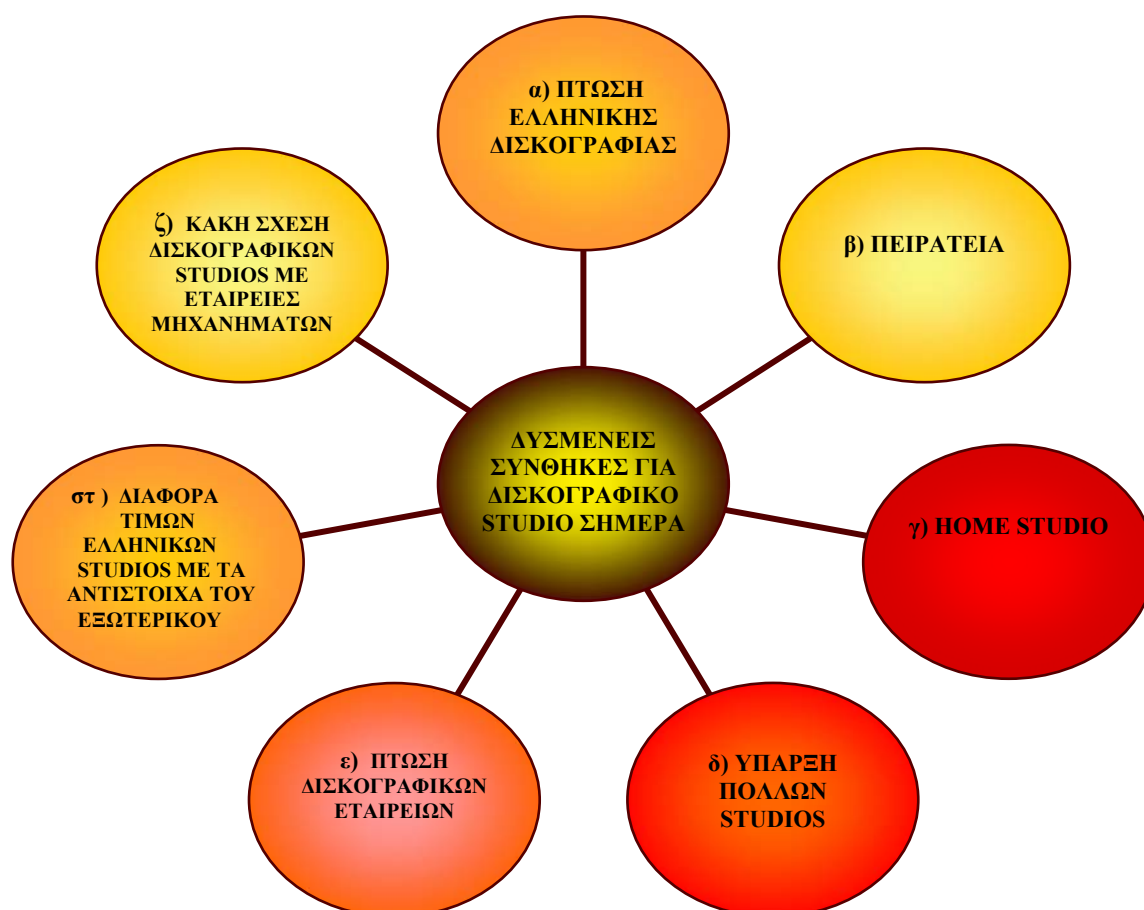 α) ΠΤΩΣΗ
ΕΛΛΗΝΙΚΗΣ
ΔΙΣΚΟΓΡΑΦΙΑΣ
β) ΠΕΙΡΑΤΕΙΑ
γ) HOME STUDIO
δ) ΥΠΑΡΞΗ
ΠΟΛΛΩΝ
STUDIOS
ε) ΠΤΩΣΗ
ΔΙΣΚΟΓΡΑΦΙΚΩΝ
ΕΤΑΙΡΕΙΩΝ
στ ) ΔΙΑΦΟΡΑ
ΤΙΜΩΝ
ΕΛΛΗΝΙΚΩΝ
STUDIOS ΜΕ ΤΑ
ΑΝΤΙΣΤΟΙΧΑ ΤΟΥ
ΕΞΩΤΕΡΙΚΟΥ
ζ) ΚΑΚΗ ΣΧΕΣΗ
ΔΙΣΚΟΓΡΑΦΙΚΩΝ
STUDIOS ΜΕ
ΕΤΑΙΡΕΙΕΣ
ΜΗΧΑΝΗΜΑΤΩΝ
ΔΥΣΜΕΝΕΙΣ
ΣΥΝΘΗΚΕΣ ΓΙΑ
ΔΙΣΚΟΓΡΑΦΙΚΟ
STUDIO ΣΗΜΕΡΑ